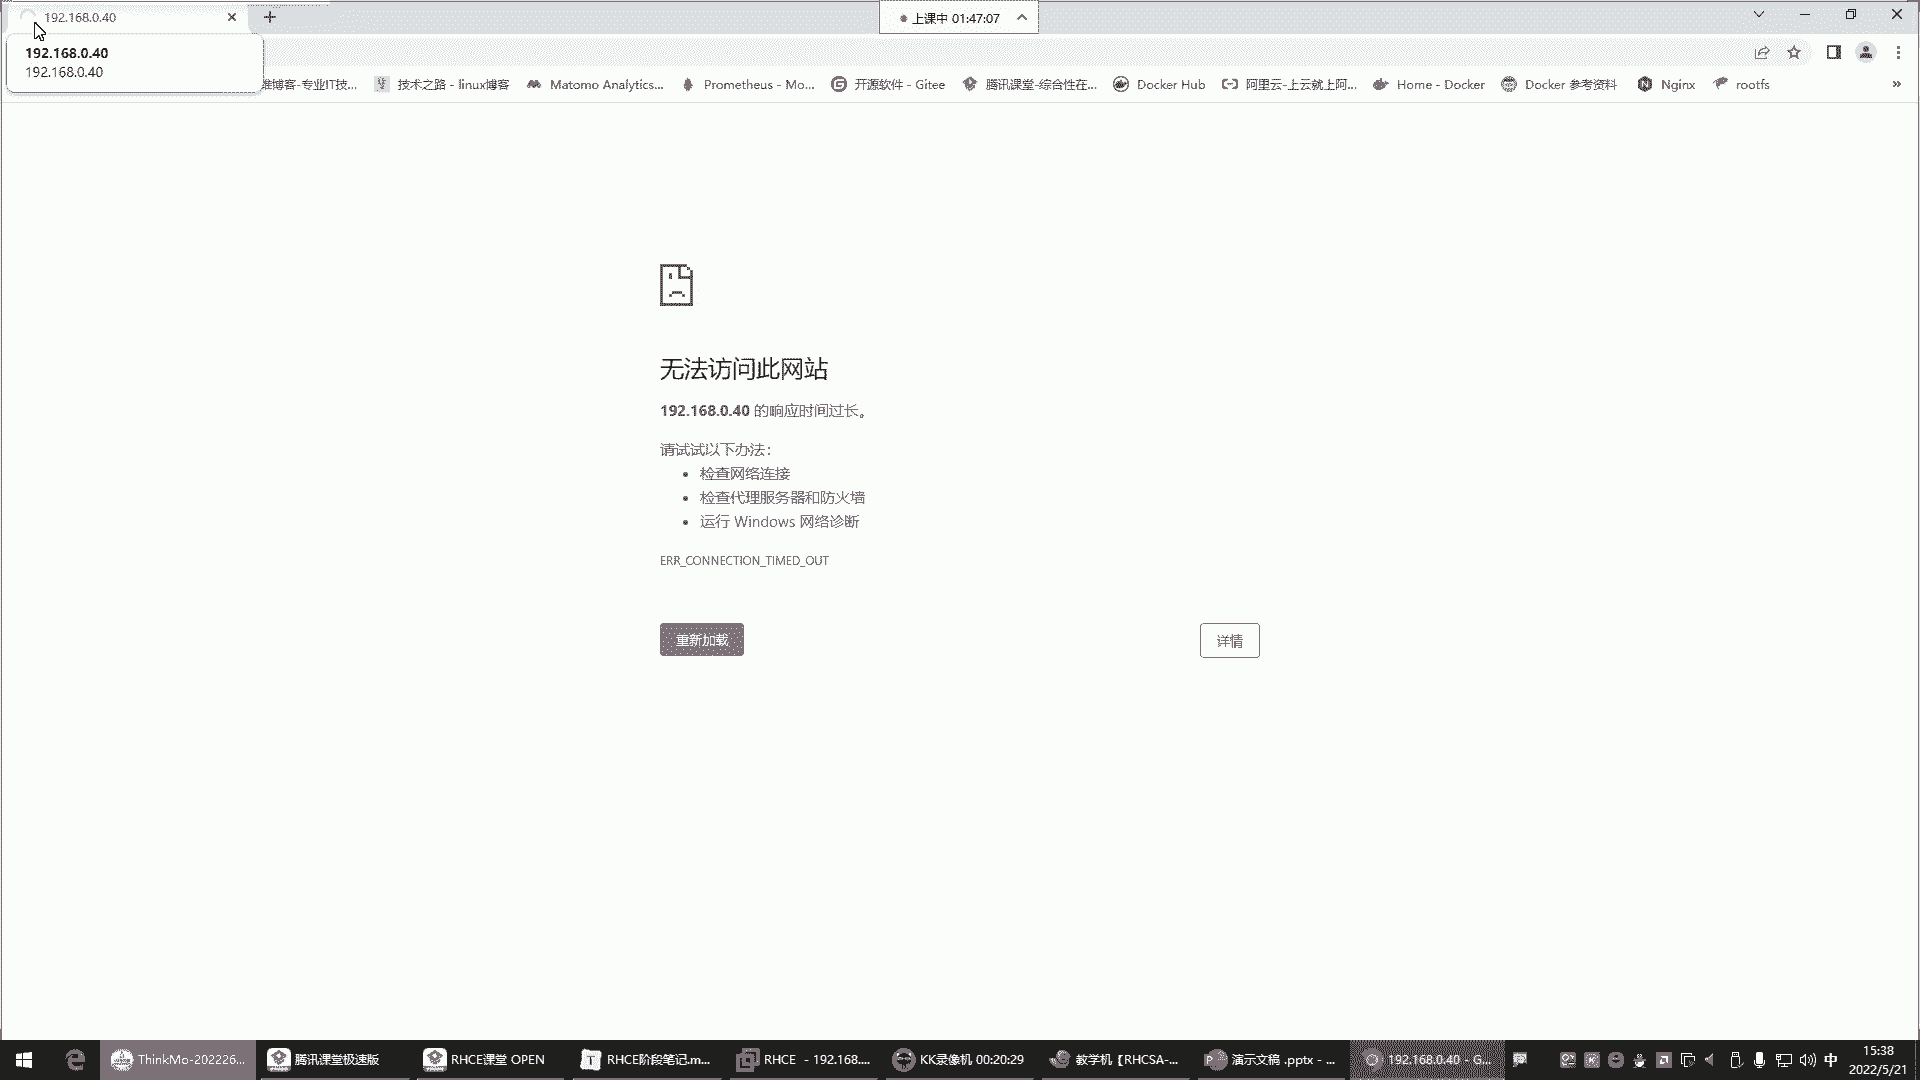 192.168.0.40
上课中 01:47:07
192.168.0.40
192.168.0.40
维博客-专业IT技...
技术之路 - linux博客
Matomo Analytics...
Prometheus - Mo...
开源软件 - Gitee
腾讯课堂-综合性在...
Docker Hub
阿里云-上云就上阿...
Home - Docker
Docker 参考资料
Nginx
rootfs
无法访问此网站
192.168.0.40 的响应时间过长。
请试试以下办法：
检查网络连接
检查代理服务器和防火墙
运行 Windows 网络诊断
ERR_CONNECTION_TIMED_OUT
重新加载
详情
ThinkMo-202226...
腾讯课堂极速版
RHCE课堂 OPEN
RHCE阶段笔记.m...
RHCE - 192.168....
KK录像机 00:20:29
教学机【RHCSA-...
演示文稿 .pptx - ...
192.168.0.40 - G...
中
15:38
2022/5/21